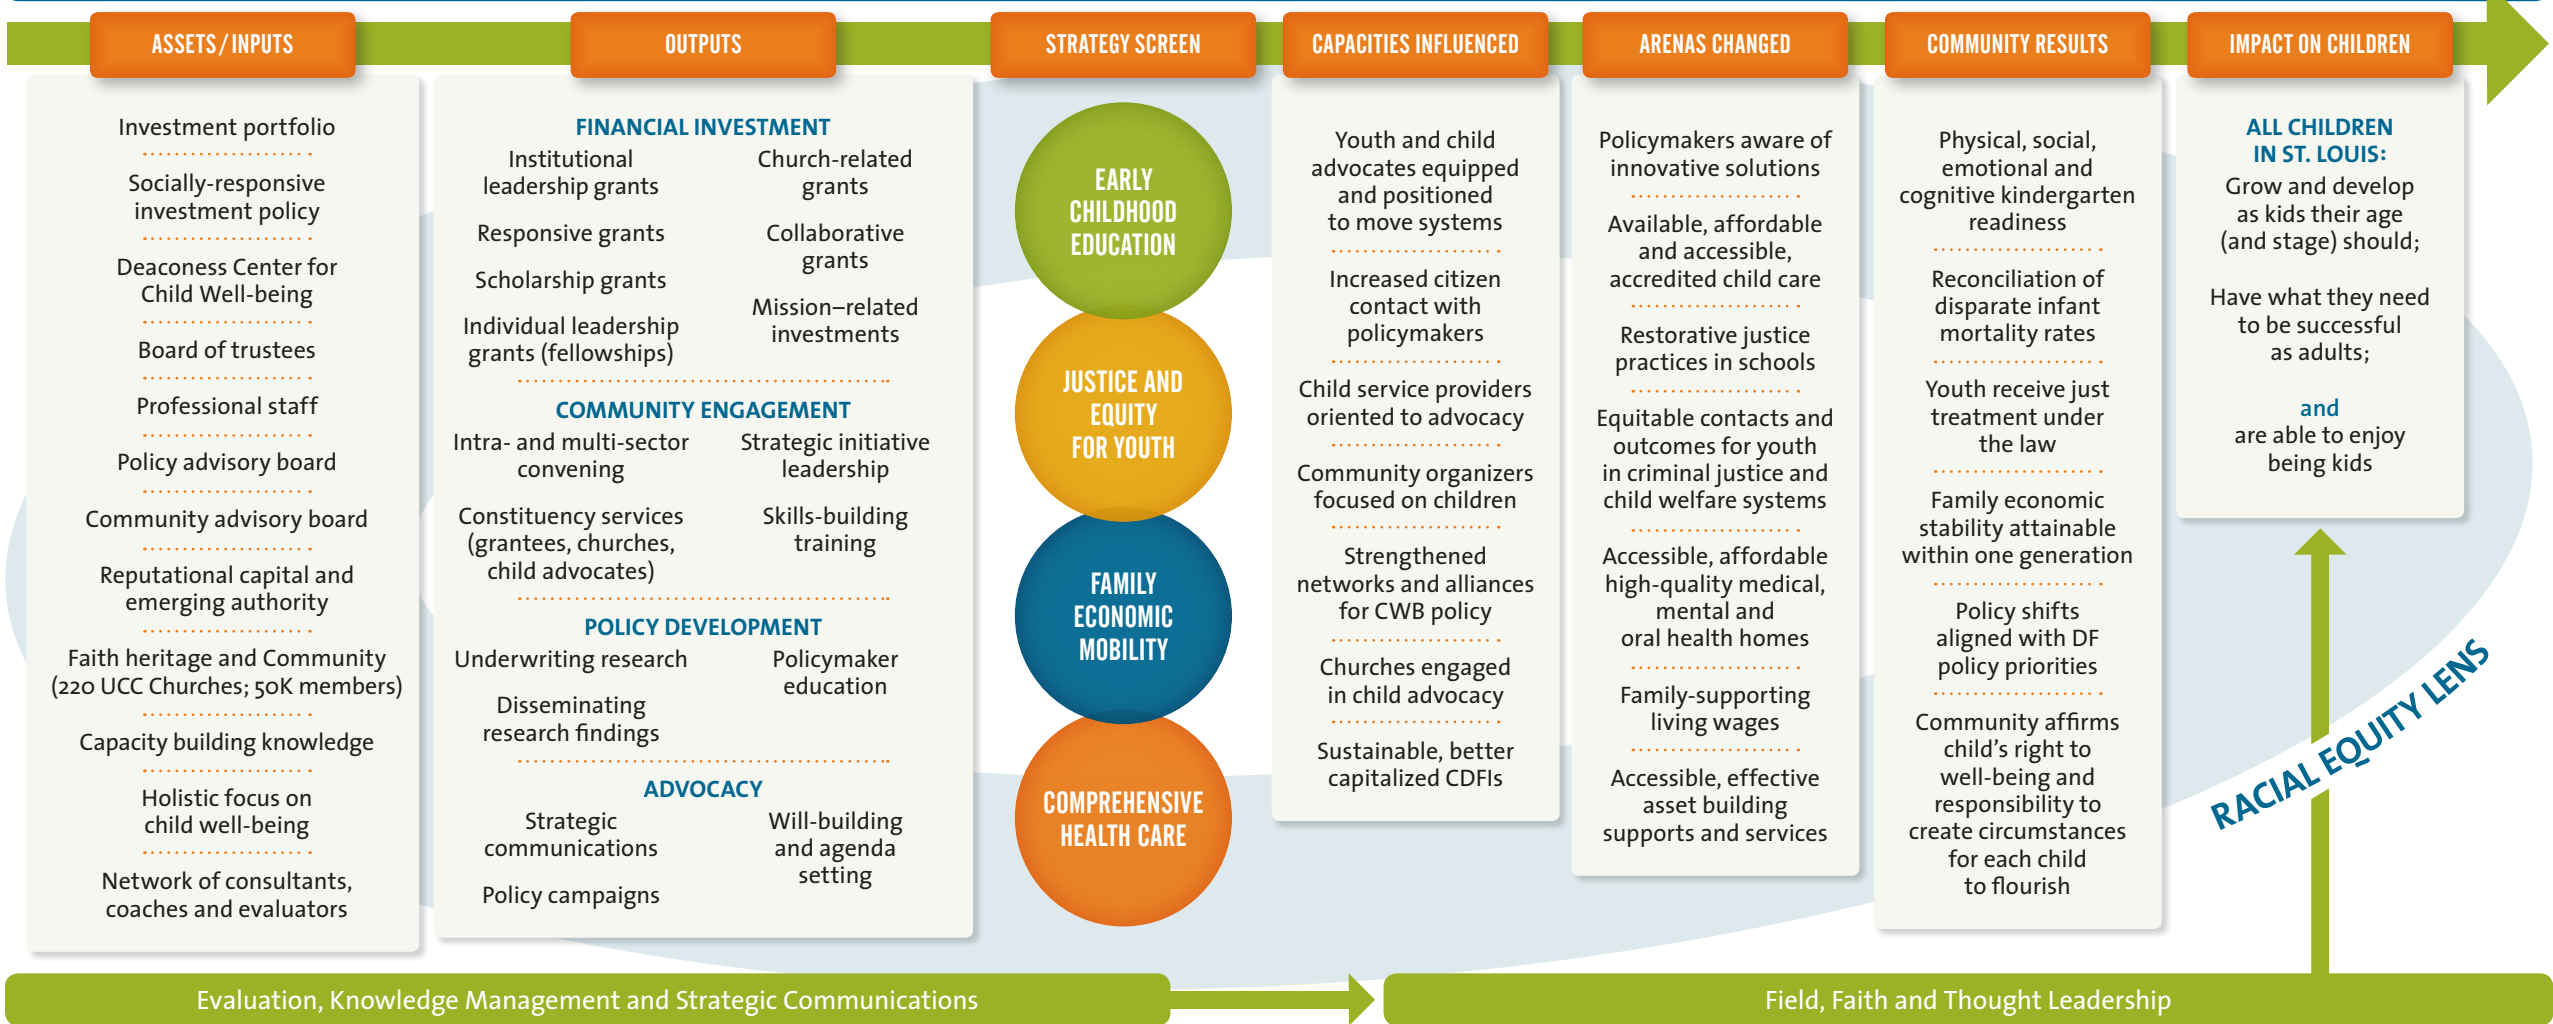 ASSETS / INPUTS
Investment portfolio
Socially-responsive
investment policy
Deaconess Center for
Child Well-being
Board of trustees
Professional staff
Policy advisory board
Community advisory board
Reputational capital and
emerging authority
Faith heritage and Community
(220 UCC Churches; 50K members)
Capacity building knowledge
Holistic focus on
child well-being
Network of consultants,
coaches and evaluators
OUTPUTS
FINANCIAL INVESTMENT
Institutional
leadership grants
Responsive grants
Scholarship grants
Individual leadership
grants (fellowships)
Church-related
grants
Collaborative
grants
Mission–related
investments
COMMUNITY ENGAGEMENT
Intra- and multi-sector
convening
Constituency services
(grantees, churches,
child advocates)
Strategic initiative
leadership
Skills-building
training
POLICY DEVELOPMENT
Underwriting research
Disseminating
research findings
Policymaker
education
ADVOCACY
Strategic
communications
Policy campaigns
Will-building
and agenda
setting
STRATEGY SCREEN
EARLY
CHILDHOOD
EDUCATION
JUSTICE AND
EQUITY
FOR YOUTH
FAMILY
ECONOMIC
MOBILITY
COMPREHENSIVE
HEALTH CARE
CAPACITIES INFLUENCED
Youth and child
advocates equipped
and positioned
to move systems
Increased citizen
contact with
policymakers
Child service providers
oriented to advocacy
Community organizers
focused on children
Strengthened
networks and alliances
for CWB policy
Churches engaged
in child advocacy
Sustainable, better
capitalized CDFIs
ARENAS CHANGED
Policymakers aware of
innovative solutions
Available, affordable
and accessible,
accredited child care
Restorative justice
practices in schools
Equitable contacts and
outcomes for youth
in criminal justice and
child welfare systems
Accessible, affordable
high-quality medical,
mental and
oral health homes
Family-supporting
living wages
Accessible, effective
asset building
supports and services
COMMUNITY RESULTS
Physical, social,
emotional and
cognitive kindergarten
readiness
Reconciliation of
disparate infant
mortality rates
Youth receive just
treatment under
the law
Family economic
stability attainable
within one generation
Policy shifts
aligned with DF
policy priorities
Community affirms
child's right to
well-being and
responsibility to
create circumstances
for each child
to flourish
IMPACT ON CHILDREN
ALL CHILDREN
IN ST. LOUIS:
Grow and develop
as kids their age
(and stage) should;
Have what they need
to be successful
as adults;
and
are able to enjoy
being kids
RACIAL EQUITY LENS
Evaluation, Knowledge Management and Strategic Communications
Field, Faith and Thought Leadership